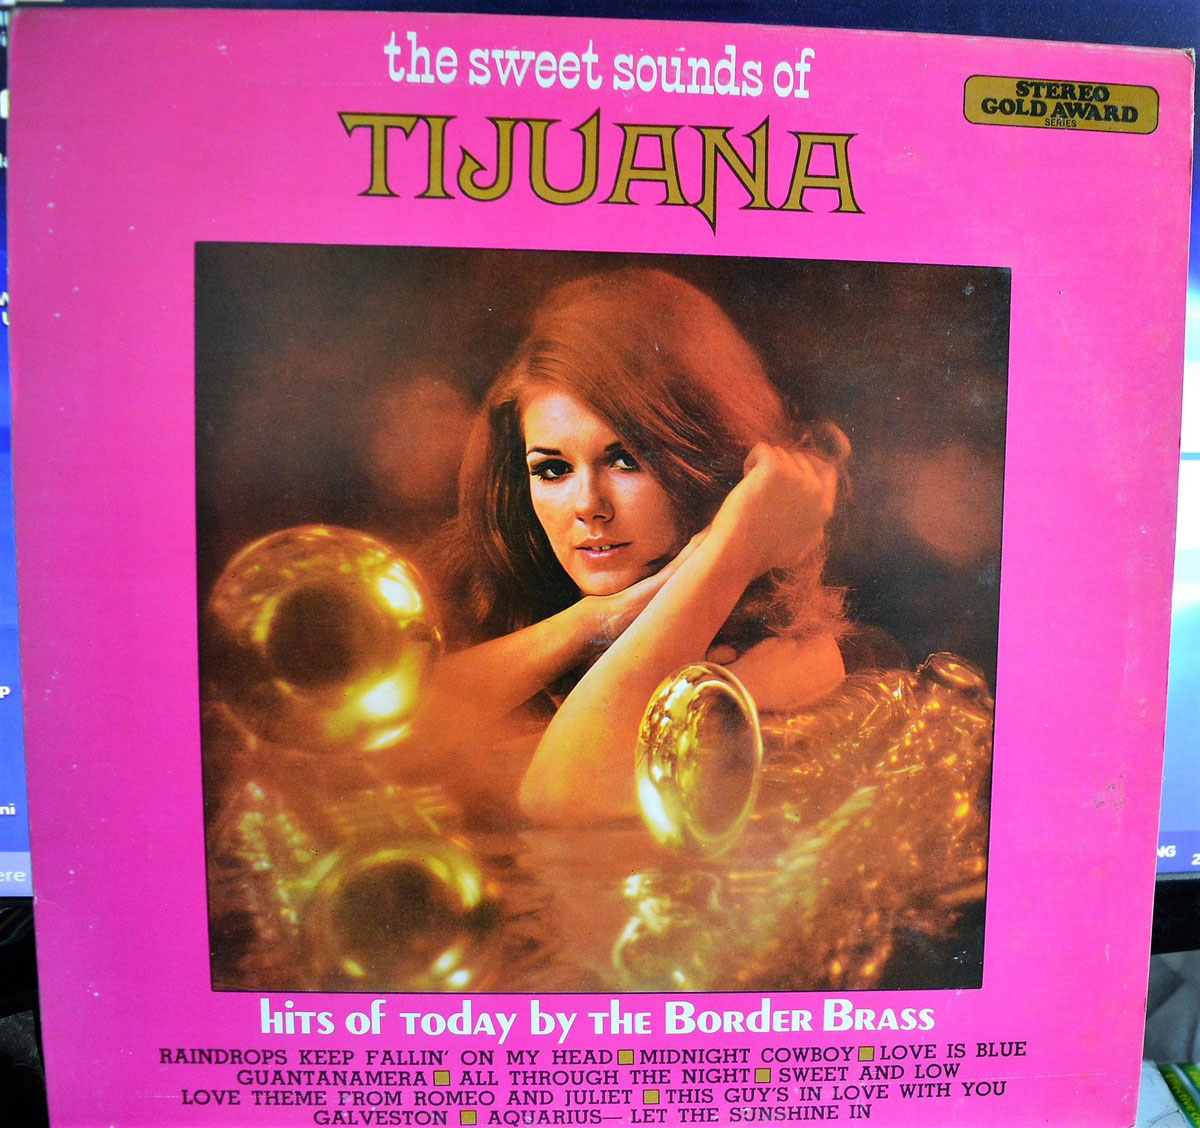 the sweet sounds of
TIJUANA
STEREO
GOLD AWARD
SERIES
hits of today by the Border Brass
RAINDROPS KEEP FALLIN' ON MY HEAD ■ MIDNIGHT COWBOY ■ LOVE IS BLUE
GUANTANAMERA ■ ALL THROUGH THE NIGHT ■ SWEET AND LOW
LOVE THEME FROM ROMEO AND JULIET ■ THIS GUY'S IN LOVE WITH YOU
GALVESTON ■ AQUARIUS— LET THE SUNSHINE IN